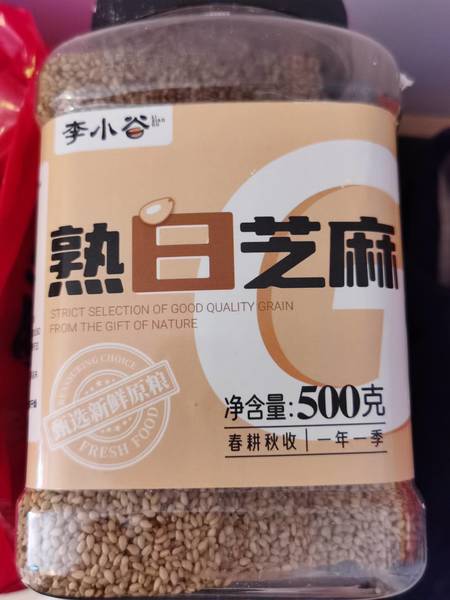 李小谷
熟白芝麻
STRICT SELECTION OF GOOD QUALITY GRAIN
FROM THE GIFT OF NATURE
REASSURING CHOICE
甄选新鲜原粮
FRESH FOOD
净含量:500克
春耕秋收 | 一年一季